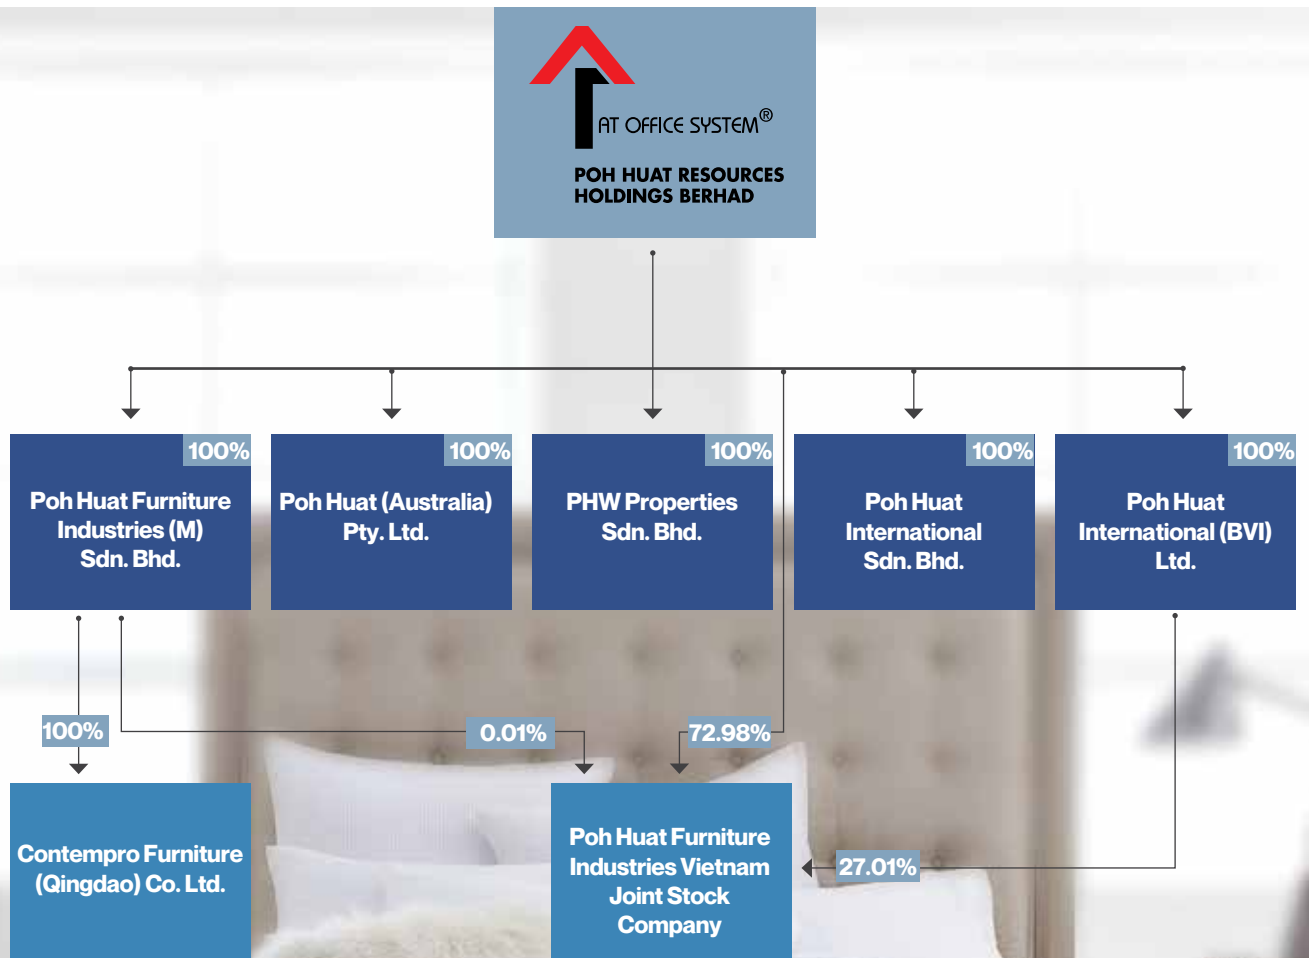 AT OFFICE SYSTEM®
POH HUAT RESOURCES
HOLDINGS BERHAD
100%
Poh Huat Furniture
Industries (M)
Sdn. Bhd.
100%
Poh Huat (Australia)
Pty. Ltd.
100%
PHW Properties
Sdn. Bhd.
100%
Poh Huat
International
Sdn. Bhd.
100%
Poh Huat
International (BVI)
Ltd.
100%
0.01%
72.98%
27.01%
Contempro Furniture
(Qingdao) Co. Ltd.
Poh Huat Furniture
Industries Vietnam
Joint Stock
Company